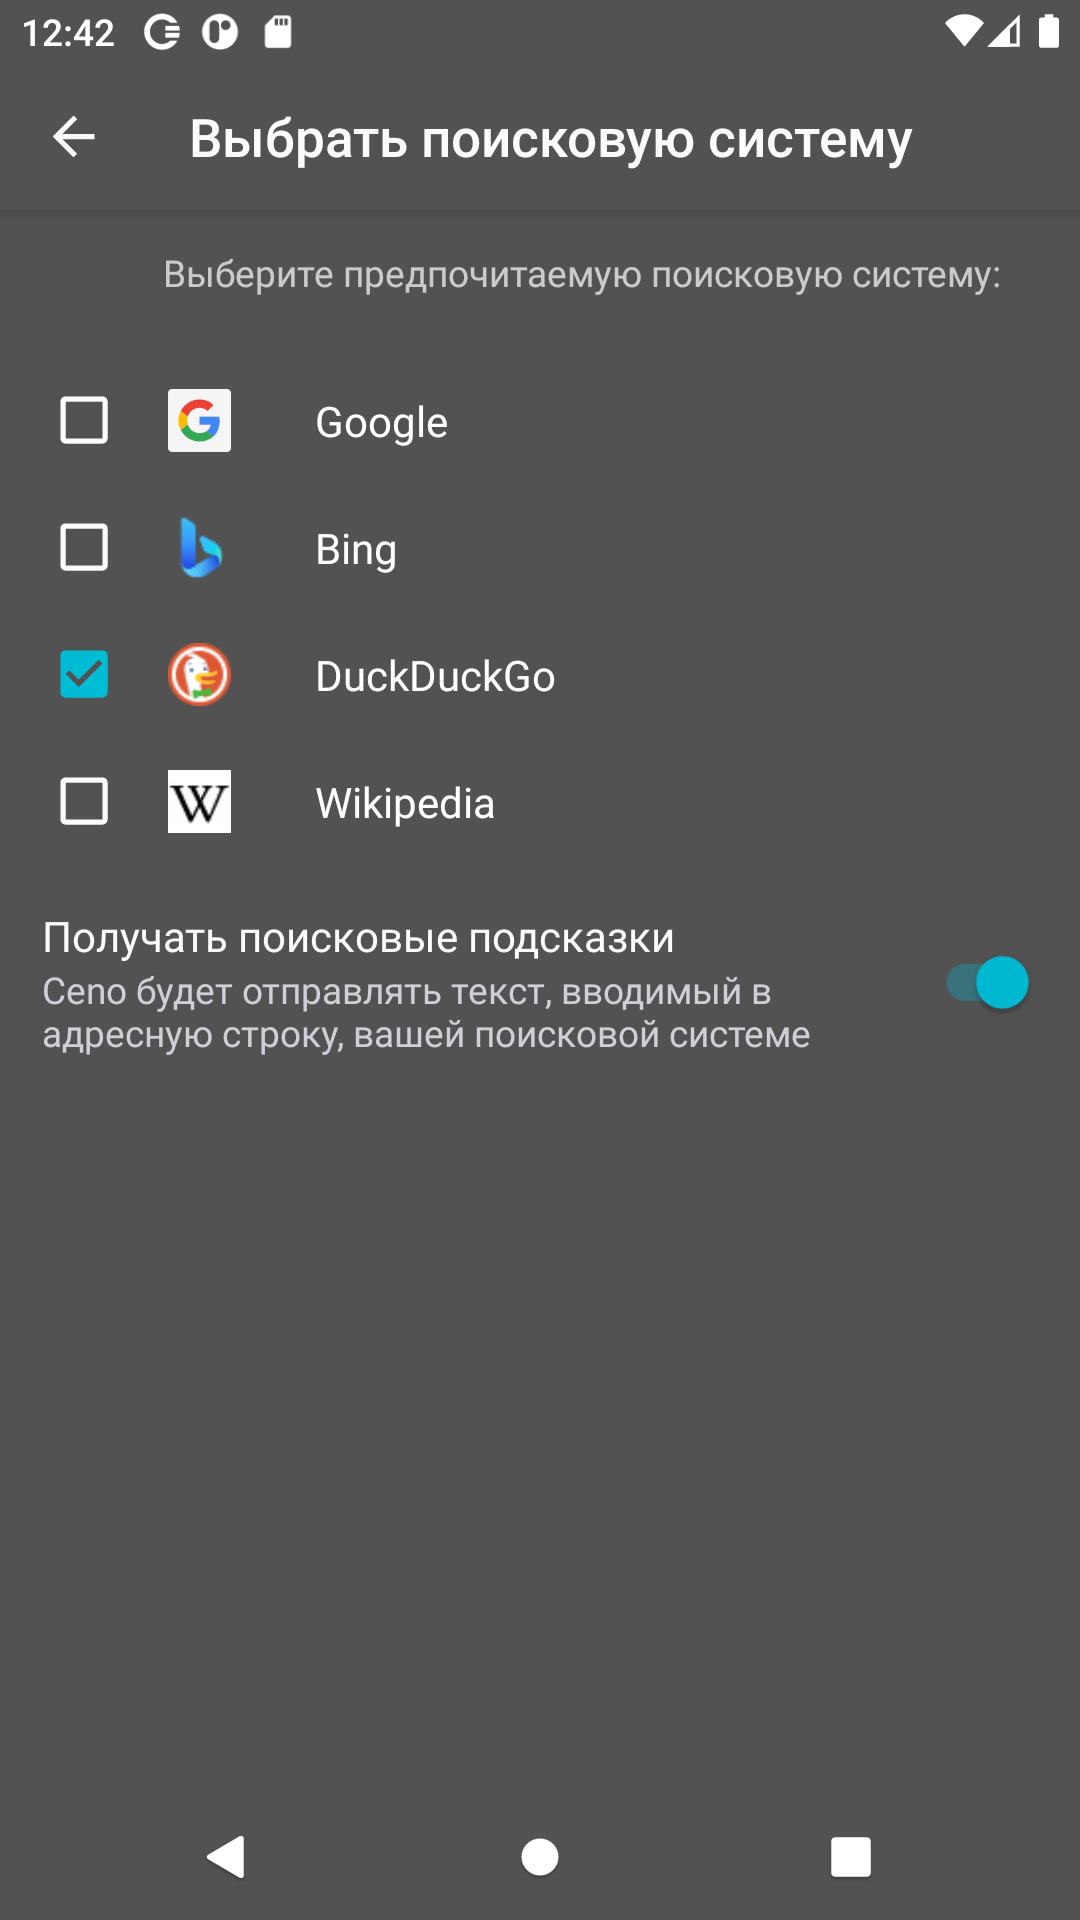 12:42
Выбрать поисковую систему
Выберите предпочитаемую поисковую систему:
Google
Bing
DuckDuckGo
W
Wikipedia
Получать поисковые подсказки
Ceno будет отправлять текст, вводимый в
адресную строку, вашей поисковой системе